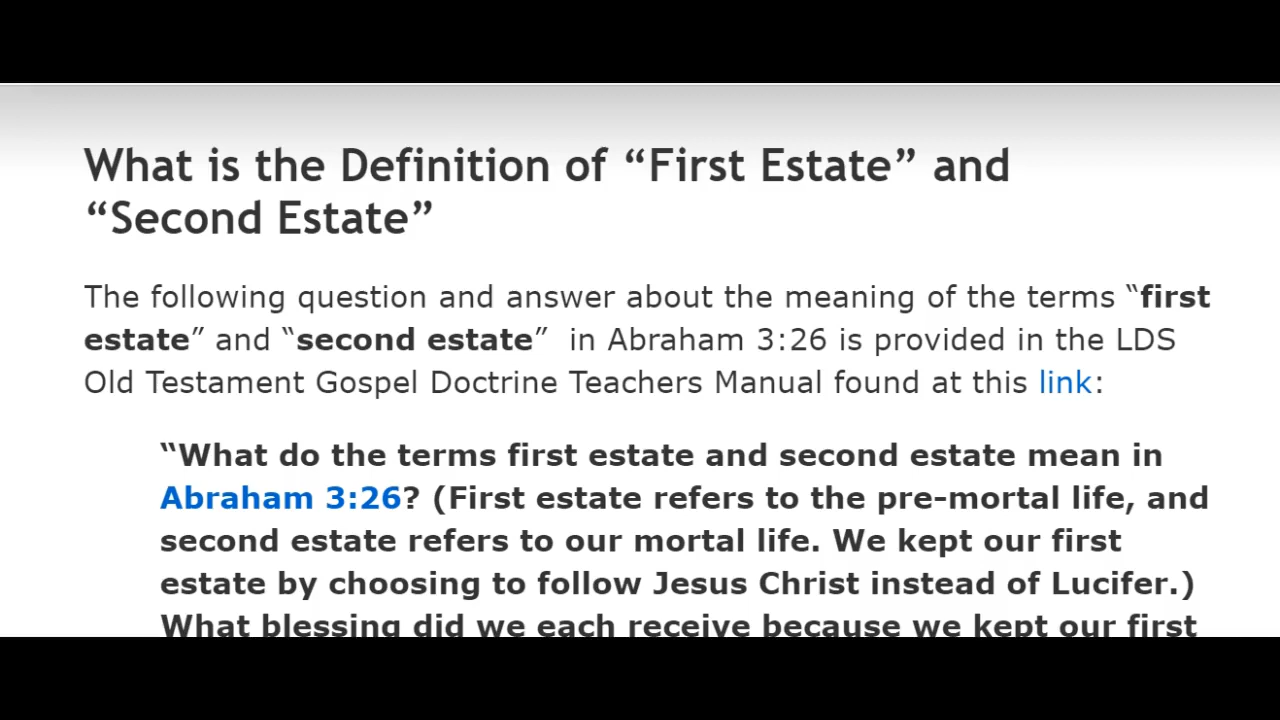 What is the Definition of “First Estate” and
“Second Estate”
The following question and answer about the meaning of the terms “first
estate” and “second estate”  in Abraham 3:26 is provided in the LDS
Old Testament Gospel Doctrine Teachers Manual found at this link:
“What do the terms first estate and second estate mean in
Abraham 3:26? (First estate refers to the pre-mortal life, and
second estate refers to our mortal life. We kept our first
estate by choosing to follow Jesus Christ instead of Lucifer.)
What blessing did we each receive because we kept our first